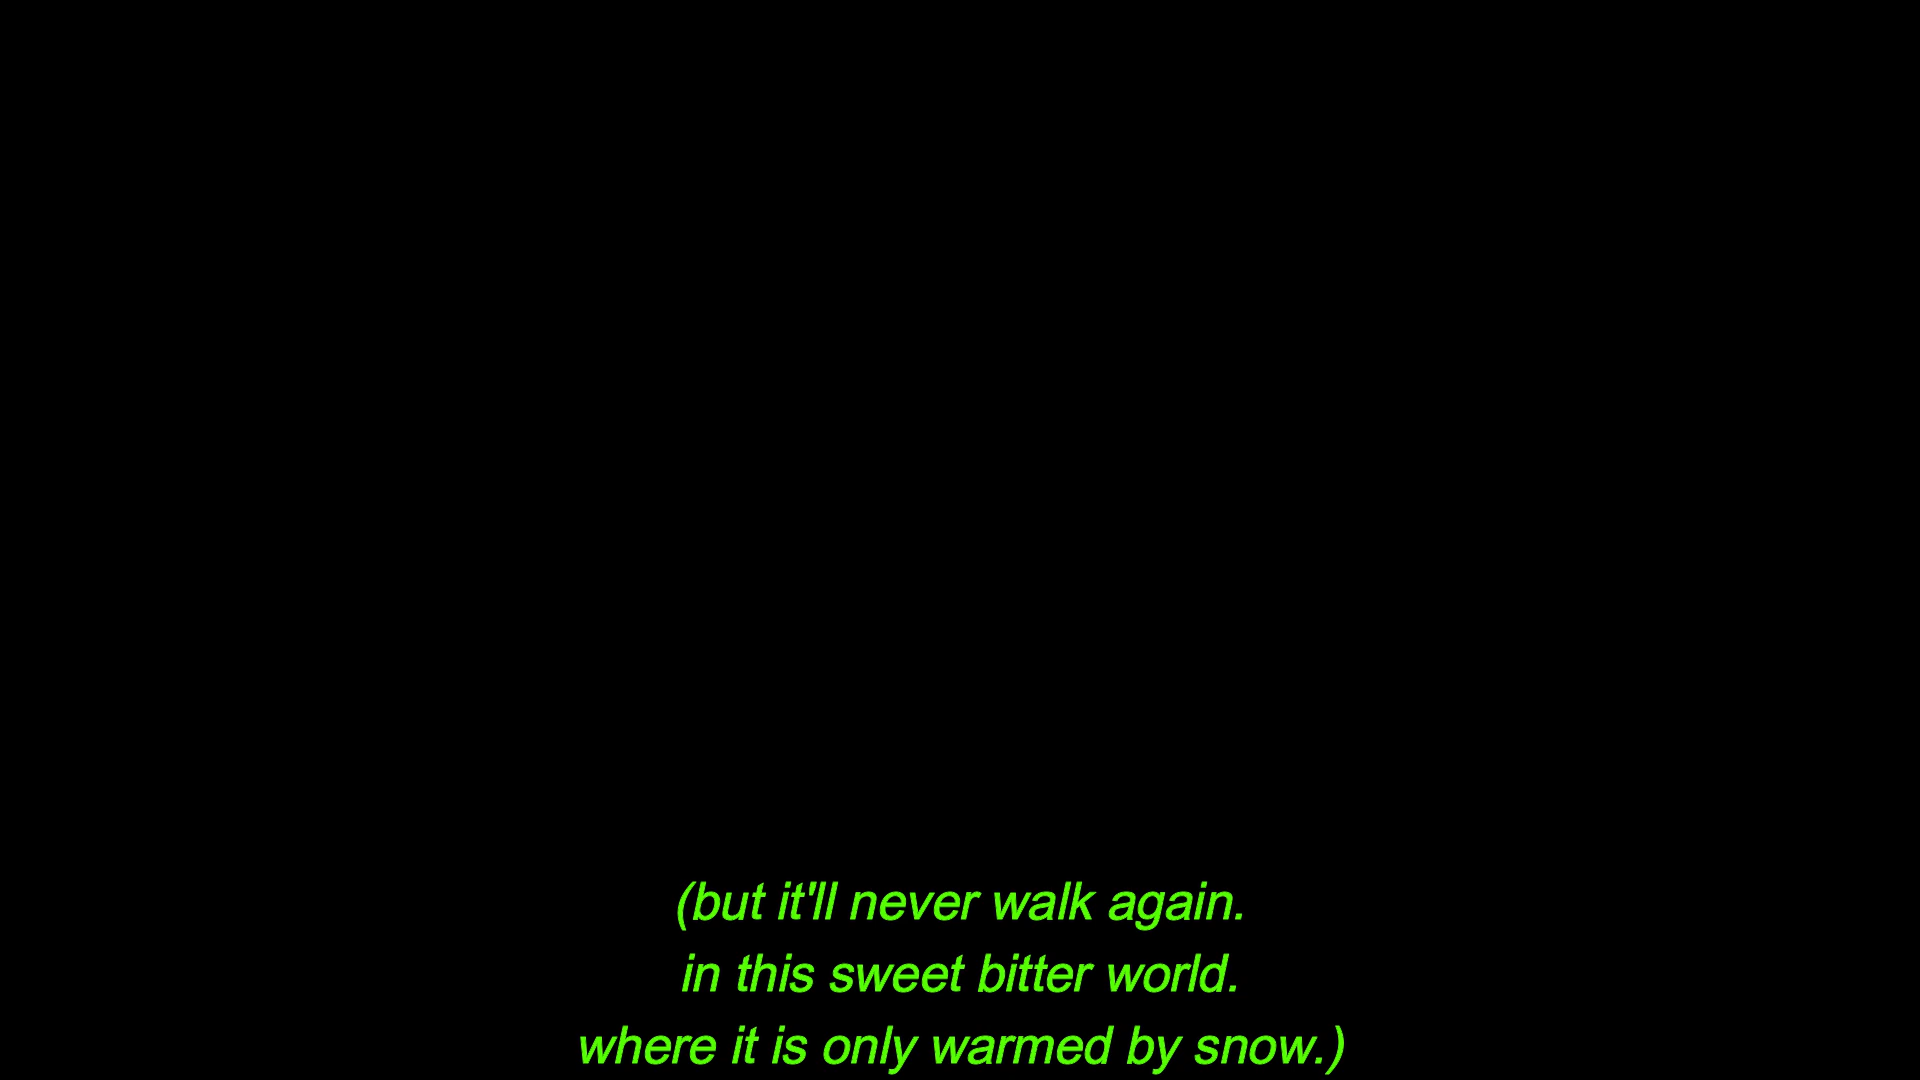 (but it'll never walk again.
in this sweet bitter world.
where it is only warmed by snow.)